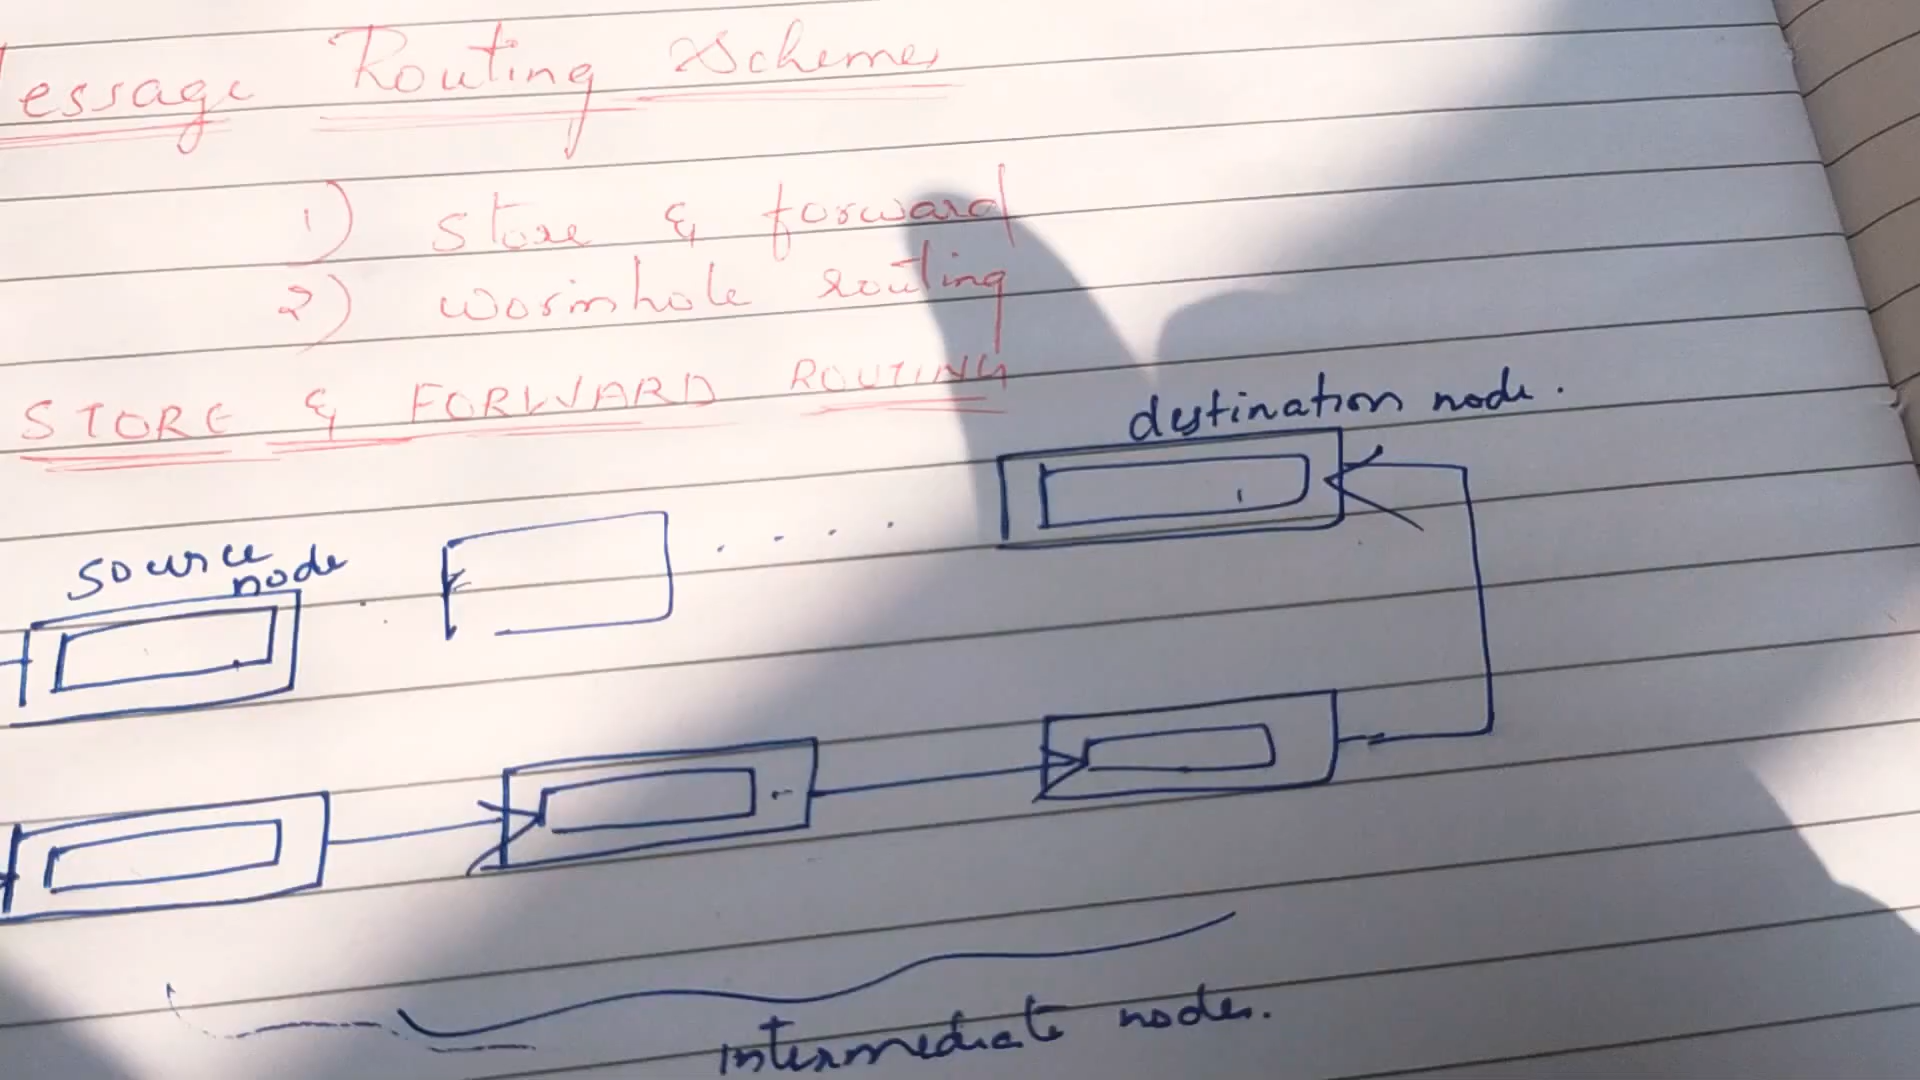 essage Routing Schemes
1) Store & forward
2) wormhole routing
STORE & FORWARD ROUTING
destination node.
source
node
intermediate nodes.